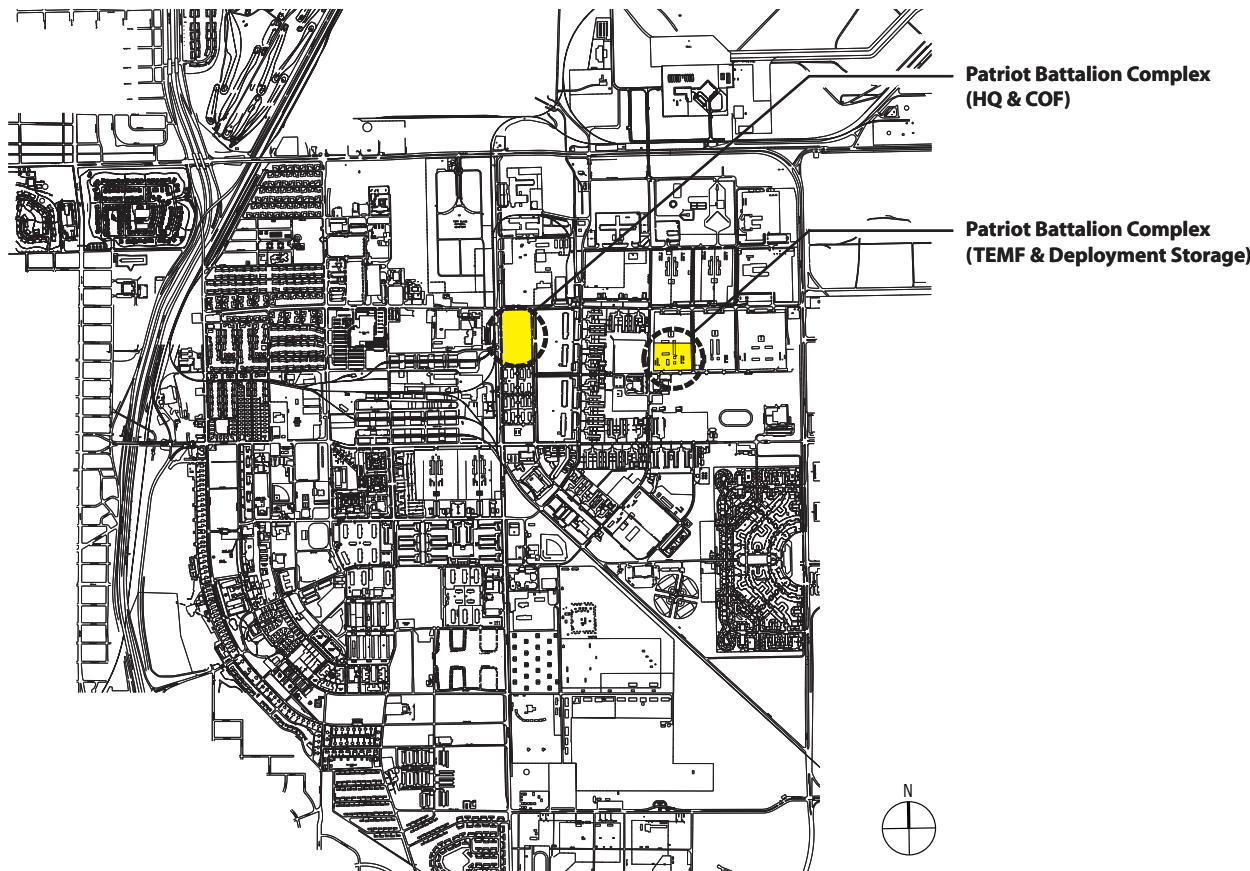 Patriot Battalion Complex
(HQ & COF)
Patriot Battalion Complex
(TEMF & Deployment Storage)
N